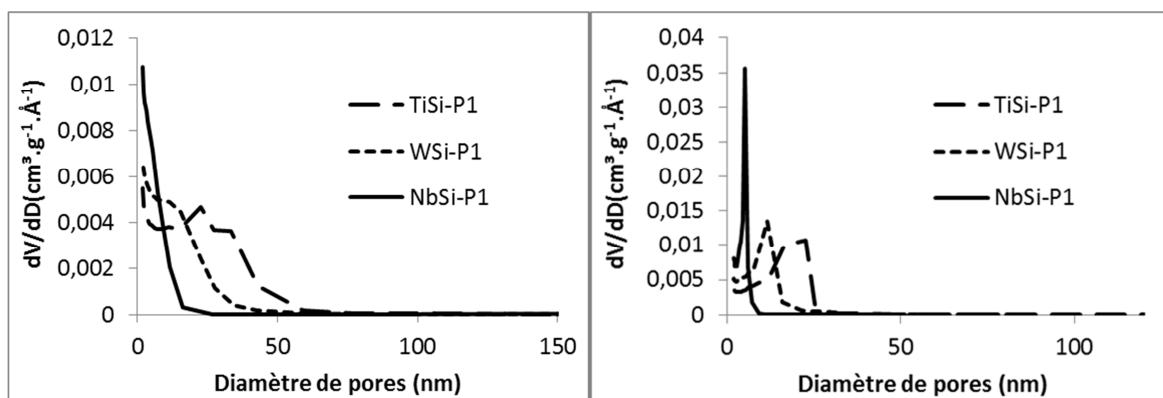 dV/dD(cm³.g⁻¹.Å⁻¹)
0,012
0,01
0,008
0,006
0,004
0,002
0
TiSi-P1
WSi-P1
NbSi-P1
0 50 100 150
Diamètre de pores (nm)
dV/dD(cm³.g⁻¹.Å⁻¹)
0,04
0,035
0,03
0,025
0,02
0,015
0,01
0,005
0
TiSi-P1
WSi-P1
NbSi-P1
0 50 100
Diamètre de pores (nm)